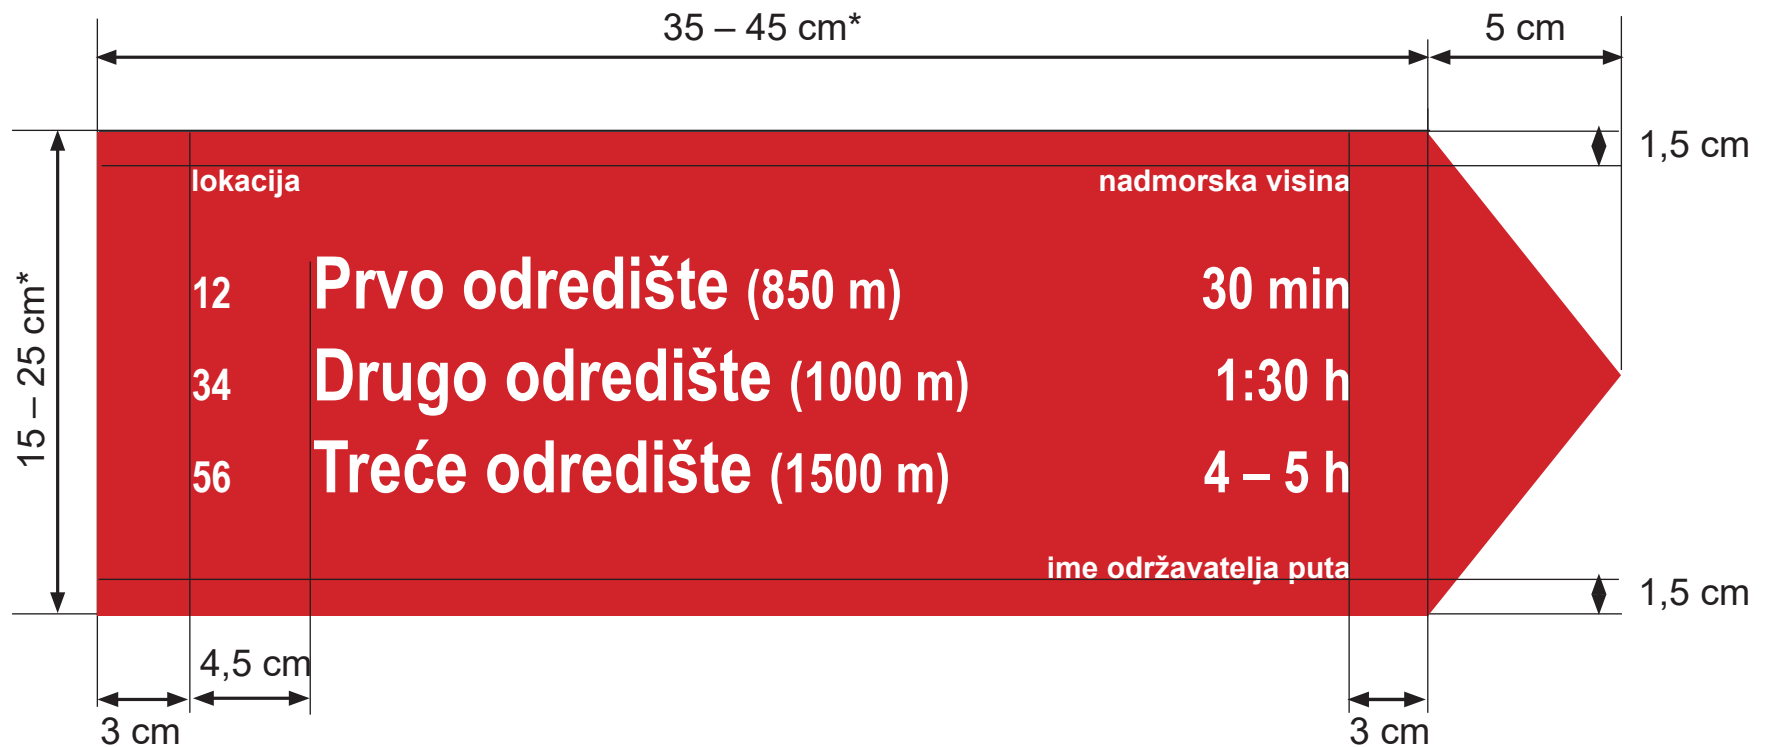 35 – 45 cm*
5 cm
1,5 cm
lokacija
nadmorska visina
15 – 25 cm*
12 Prvo odredište (850 m) 30 min
34 Drugo odredište (1000 m) 1:30 h
56 Treće odredište (1500 m) 4 – 5 h
ime održavatelja puta
1,5 cm
4,5 cm
3 cm
3 cm